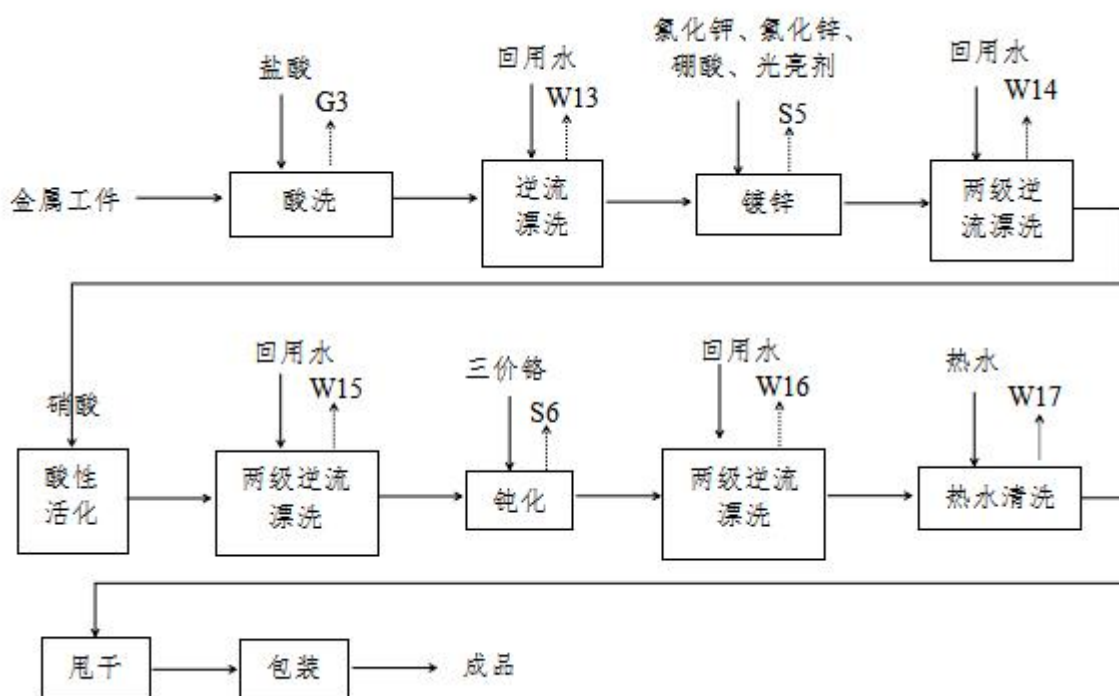 盐酸
G3
回用水
W13
氯化钾、氯化锌、
硼酸、光亮剂
S5
回用水
W14
金属工件
酸洗
逆流
漂洗
镀锌
两级逆
流漂洗
硝酸
回用水
W15
三价铬
S6
回用水
W16
热水
W17
酸性
活化
两级逆流
漂洗
钝化
两级逆流
漂洗
热水清洗
甩干
包装
成品